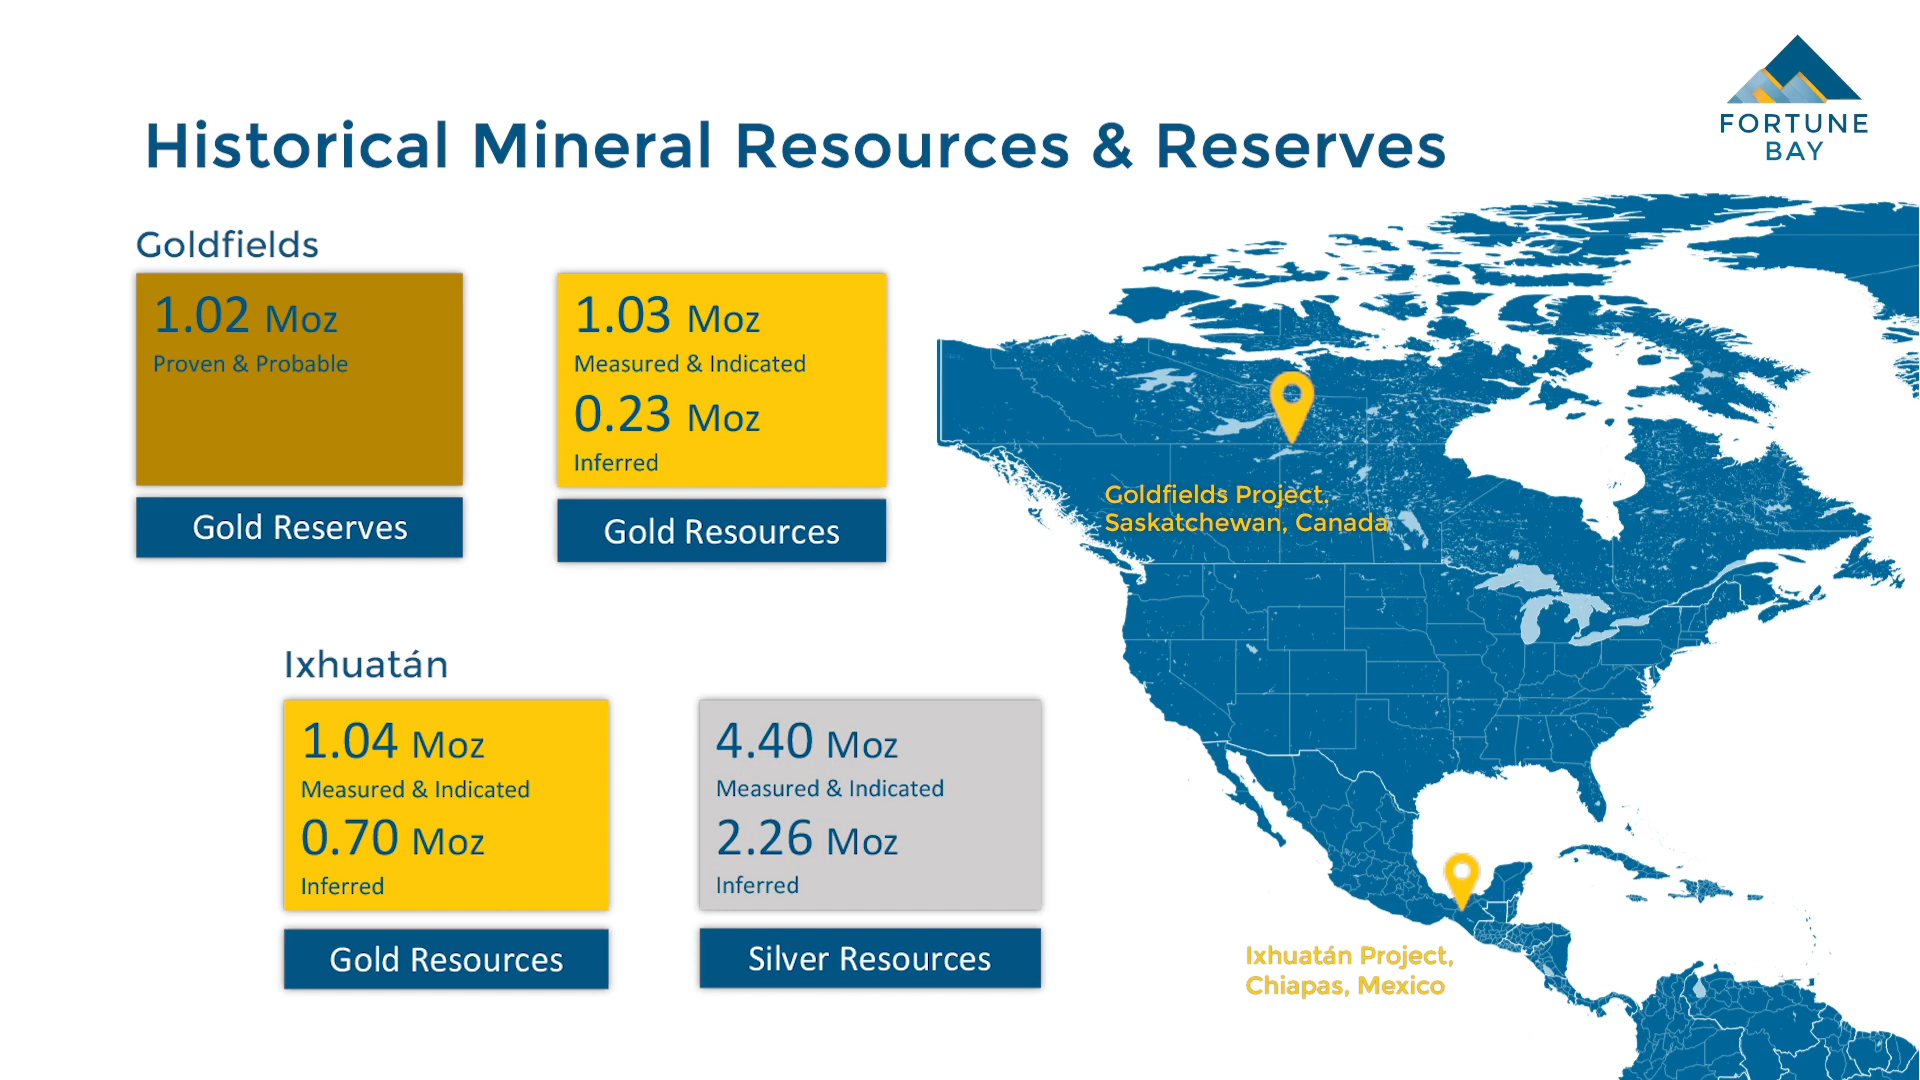 FORTUNE
BAY
Historical Mineral Resources & Reserves
Goldfields
1.02 Moz
Proven & Probable
Gold Reserves
1.03 Moz
Measured & Indicated
0.23 Moz
Inferred
Gold Resources
Ixhuatán
1.04 Moz
Measured & Indicated
0.70 Moz
Inferred
Gold Resources
4.40 Moz
Measured & Indicated
2.26 Moz
Inferred
Silver Resources
Goldfields Project,
Saskatchewan, Canada
Ixhuatán Project,
Chiapas, Mexico